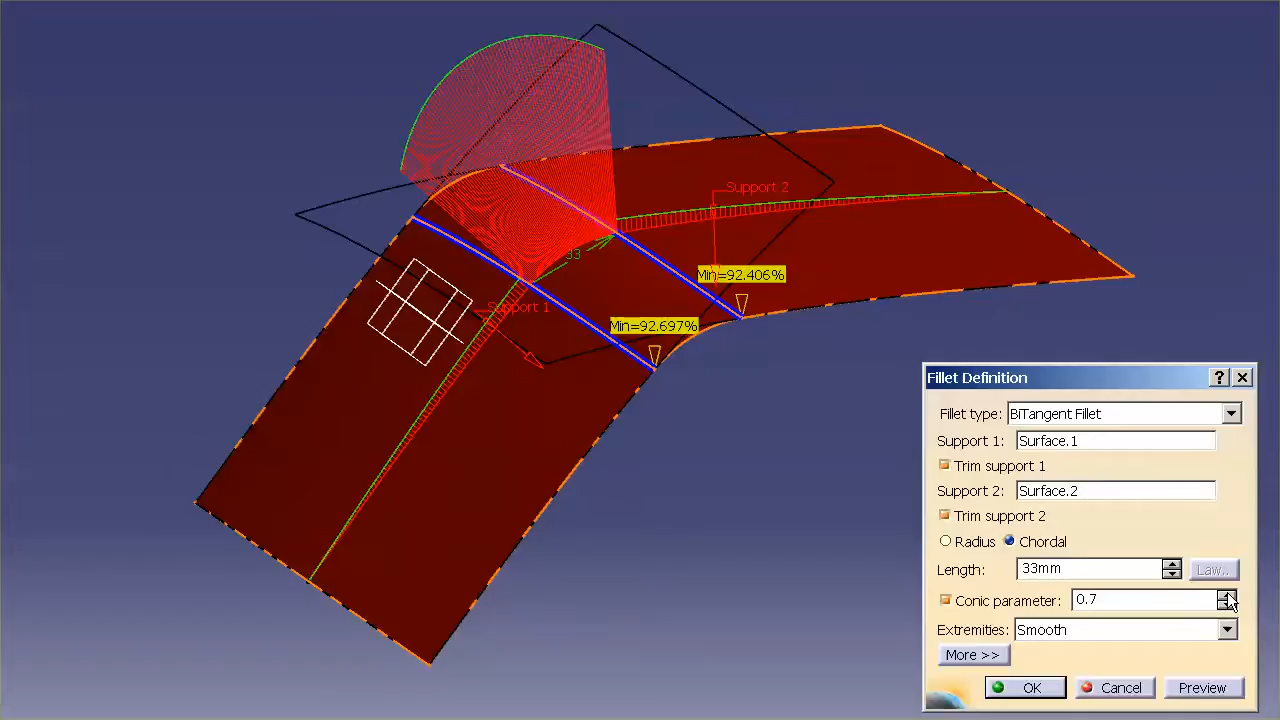 Support 2
33
Min=92.406%
Support 1
Min=92.697%
Fillet Definition
?
Fillet type: BiTangent Fillet
Support 1: Surface.1
Trim support 1
Support 2: Surface.2
Trim support 2
Radius Chordal
Length: 33mm Law..
Conic parameter: 0.7
Extremities: Smooth
More >>
OK Cancel Preview